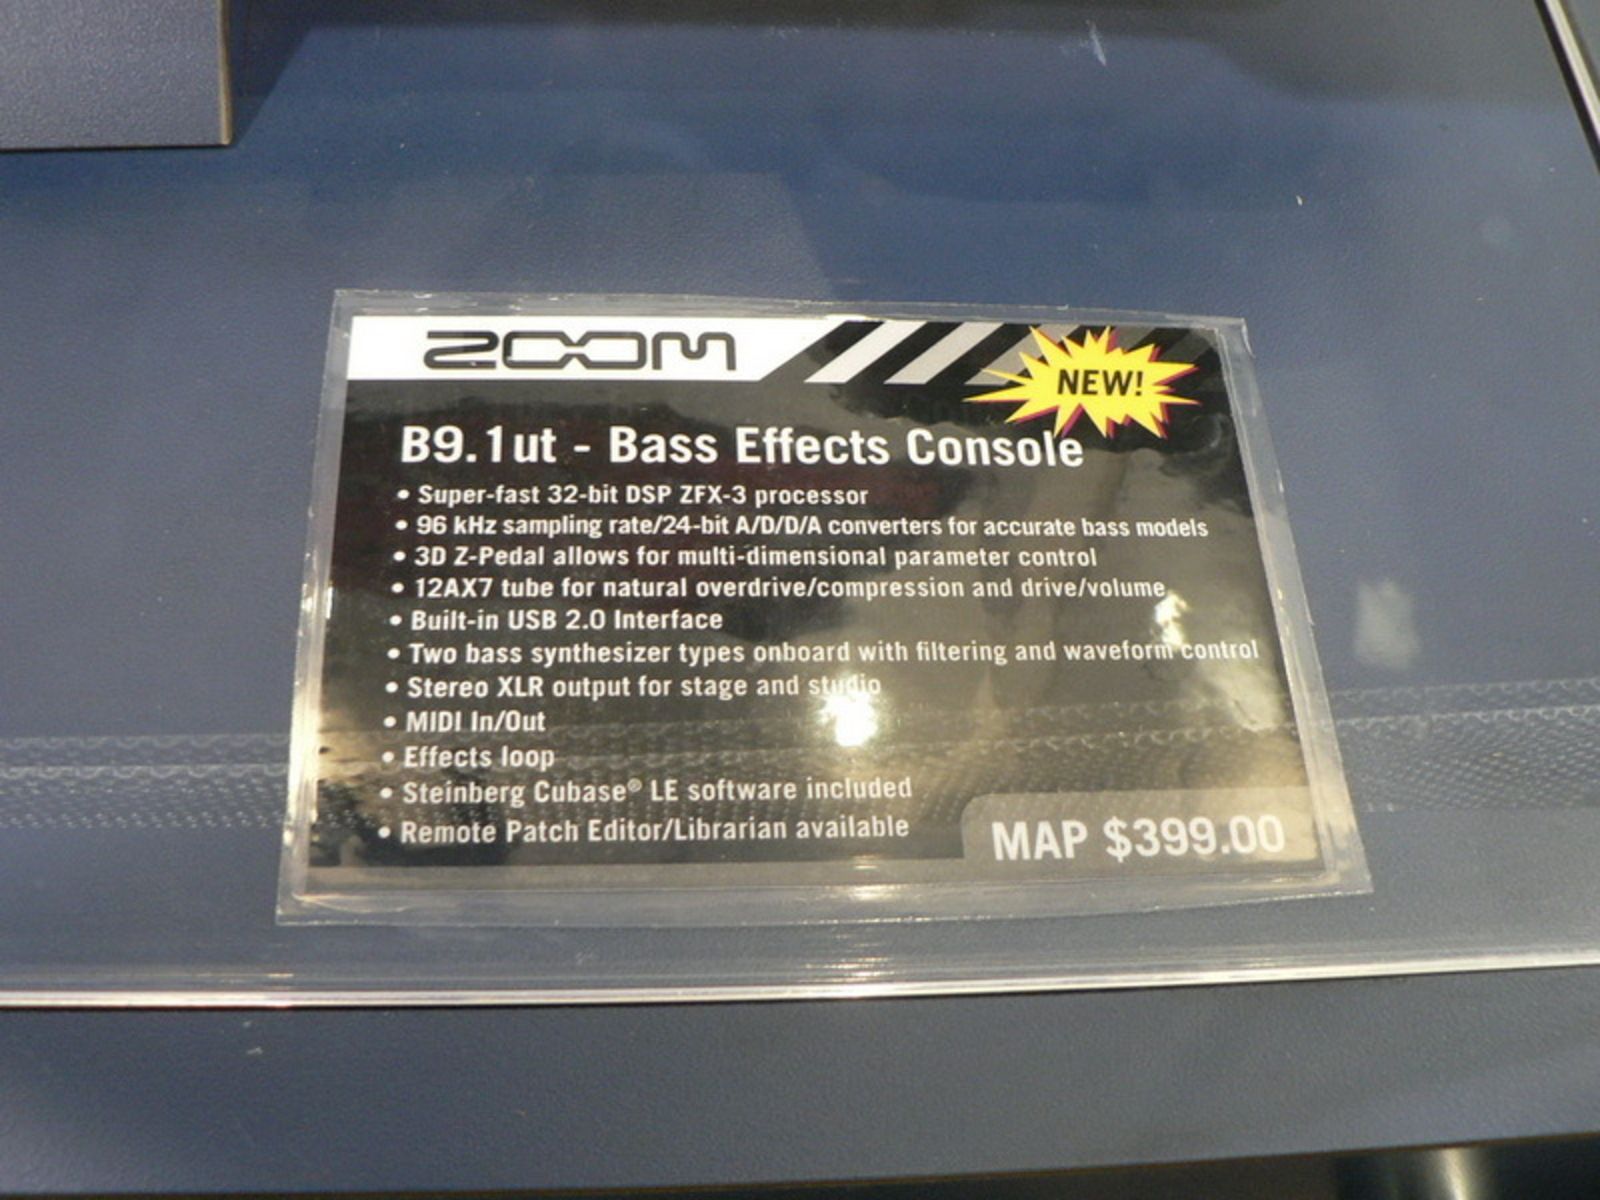 ZOOM
NEW!
B9.1ut - Bass Effects Console
• Super-fast 32-bit DSP ZFX-3 processor
• 96 kHz sampling rate/24-bit A/D/D/A converters for accurate bass models
• 3D Z-Pedal allows for multi-dimensional parameter control
• 12AX7 tube for natural overdrive/compression and drive/volume
• Built-in USB 2.0 Interface
• Two bass synthesizer types onboard with filtering and waveform control
• Stereo XLR output for stage and studio
• MIDI In/Out
• Effects loop
• Steinberg Cubase® LE software included
• Remote Patch Editor/Librarian available
MAP $399.00